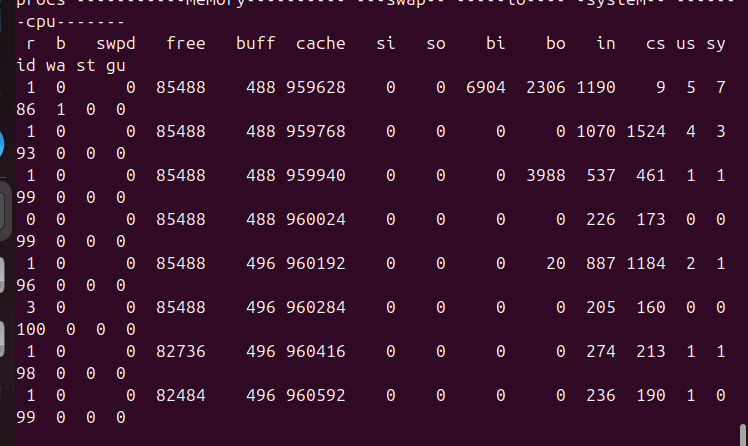 procs -----------memory---------- ---swap-- -----io---- -system-- ------
-cpu-------
r b swpd free buff cache si so bi bo in cs us sy
id wa st gu
1 0 0 85488 488 959628 0 0 6904 2306 1190 9 5 7
86 1 0 0
1 0 0 85488 488 959768 0 0 0 0 1070 1524 4 3
93 0 0 0
1 0 0 85488 488 959940 0 0 0 3988 537 461 1 1
99 0 0 0
0 0 0 85488 488 960024 0 0 0 0 226 173 0 0
99 0 0 0
1 0 0 85488 496 960192 0 0 0 20 887 1184 2 1
96 0 0 0
3 0 0 85488 496 960284 0 0 0 0 205 160 0 0
100 0 0 0
1 0 0 82736 496 960416 0 0 0 0 274 213 1 1
98 0 0 0
1 0 0 82484 496 960592 0 0 0 0 236 190 1 0
99 0 0 0